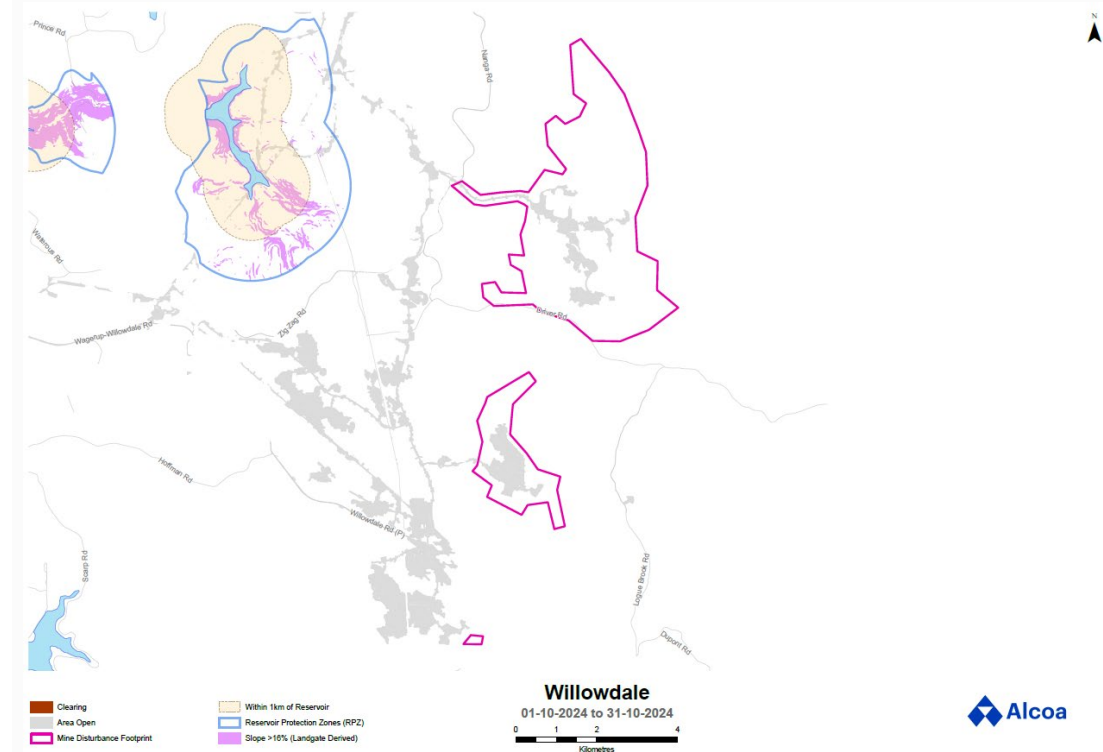 N
Prince Rd
Nanga Rd
Waterous Rd
Zig Zag Rd
Wagerup-Willowdale Rd
Driver Rd
Hoffman Rd
Willowdale Rd (P)
Scarp Rd
Logue Brook Rd
Dupont Rd
Clearing
Area Open
Mine Disturbance Footprint
Within 1km of Reservoir
Reservoir Protection Zones (RPZ)
Slope >16% (Landgate Derived)
Willowdale
01-10-2024 to 31-10-2024
0 1 2 4
Kilometres
Alcoa